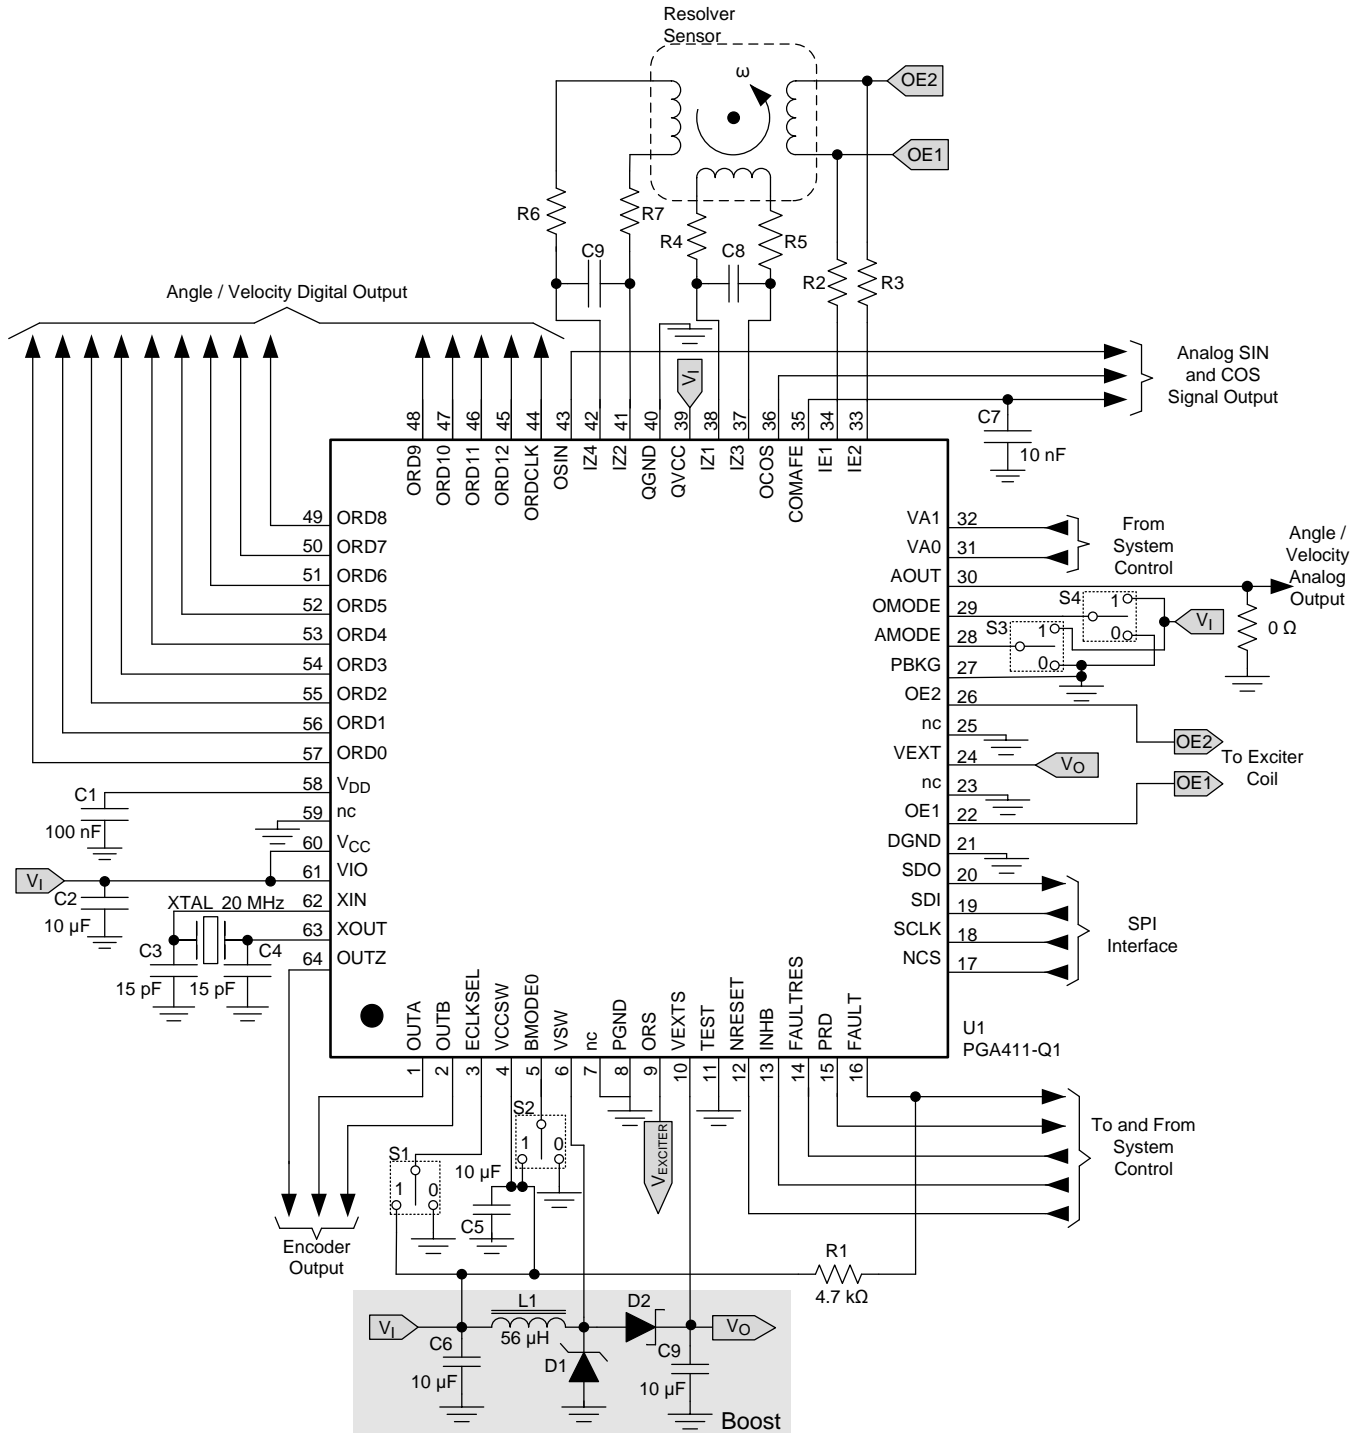 Resolver
Sensor
ω
OE2
OE1
R6
R7
R4
R5
C9
C8
R2
R3
Angle / Velocity Digital Output
V_I
Analog SIN
and COS
Signal Output
C7
10 nF
48 47 46 45 44 43 42 41 40 39 38 37 36 35 34 33
ORD9 ORD10 ORD11 ORD12 ORDCLK OSIN IZ4 IZ2 QGND QVCC IZ1 IZ3 OCOS COMAFE IE1 IE2
49 ORD8
50 ORD7
51 ORD6
52 ORD5
53 ORD4
54 ORD3
55 ORD2
56 ORD1
57 ORD0
58 V_DD
59 nc
60 V_CC
61 VIO
62 XIN
63 XOUT
64 OUTZ
C1
100 nF
V_I
C2
10 µF
XTAL 20 MHz
C3
C4
15 pF
15 pF
VA1 32
VA0 31
AOUT 30
OMODE 29
AMODE 28
PBKG 27
OE2 26
nc 25
VEXT 24
nc 23
OE1 22
DGND 21
SDO 20
SDI 19
SCLK 18
NCS 17
From
System
Control
Angle /
Velocity
Analog
Output
S4
1
0
S3
1
0
V_I
0 Ω
OE2
V_O
To Exciter
Coil
OE1
SPI
Interface
U1
PGA411-Q1
OUTA OUTB ECLKSEL VCCSW BMODE0 VSW nc PGND ORS VEXTS TEST NRESET INHB FAULTRES PRD FAULT
1 2 3 4 5 6 7 8 9 10 11 12 13 14 15 16
S2
1 0
S1
1 0
10 µF
C5
V_EXCITER
To and From
System
Control
Encoder
Output
R1
4.7 kΩ
V_I
L1
56 µH
D2
V_O
C6
10 µF
D1
C9
10 µF
Boost